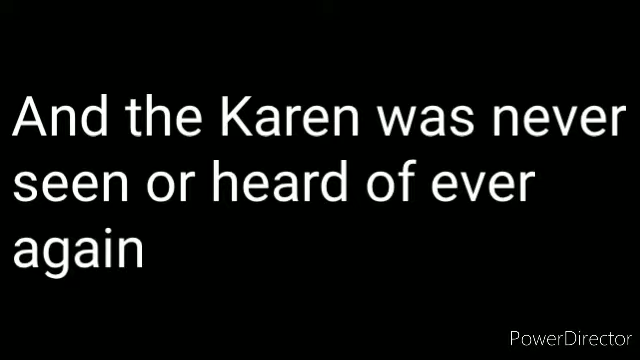 And the Karen was never
seen or heard of ever
again
PowerDirector